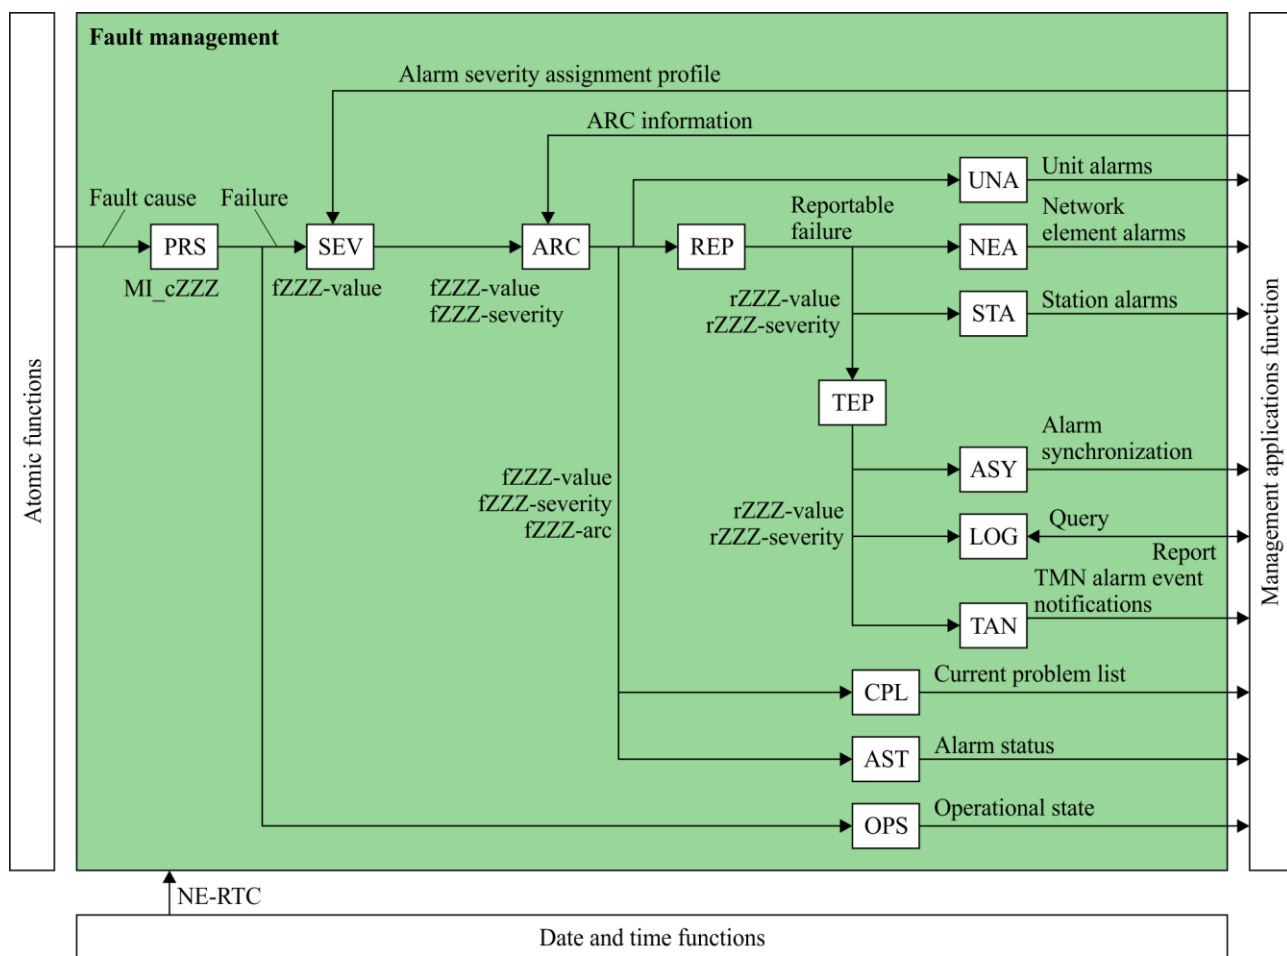 Fault management
Alarm severity assignment profile
ARC information
Unit alarms
UNA
Fault cause
Failure
Reportable
failure
Network
element alarms
PRS
SEV
ARC
REP
NEA
MI_cZZZ
fZZZ-value
fZZZ-value
fZZZ-severity
rZZZ-value
rZZZ-severity
STA
Station alarms
TEP
Atomic functions
Management applications function
Alarm
synchronization
ASY
fZZZ-value
fZZZ-severity
fZZZ-arc
rZZZ-value
rZZZ-severity
LOG
Query
Report
TMN alarm event
notifications
TAN
CPL
Current problem list
AST
Alarm status
OPS
Operational state
NE-RTC
Date and time functions